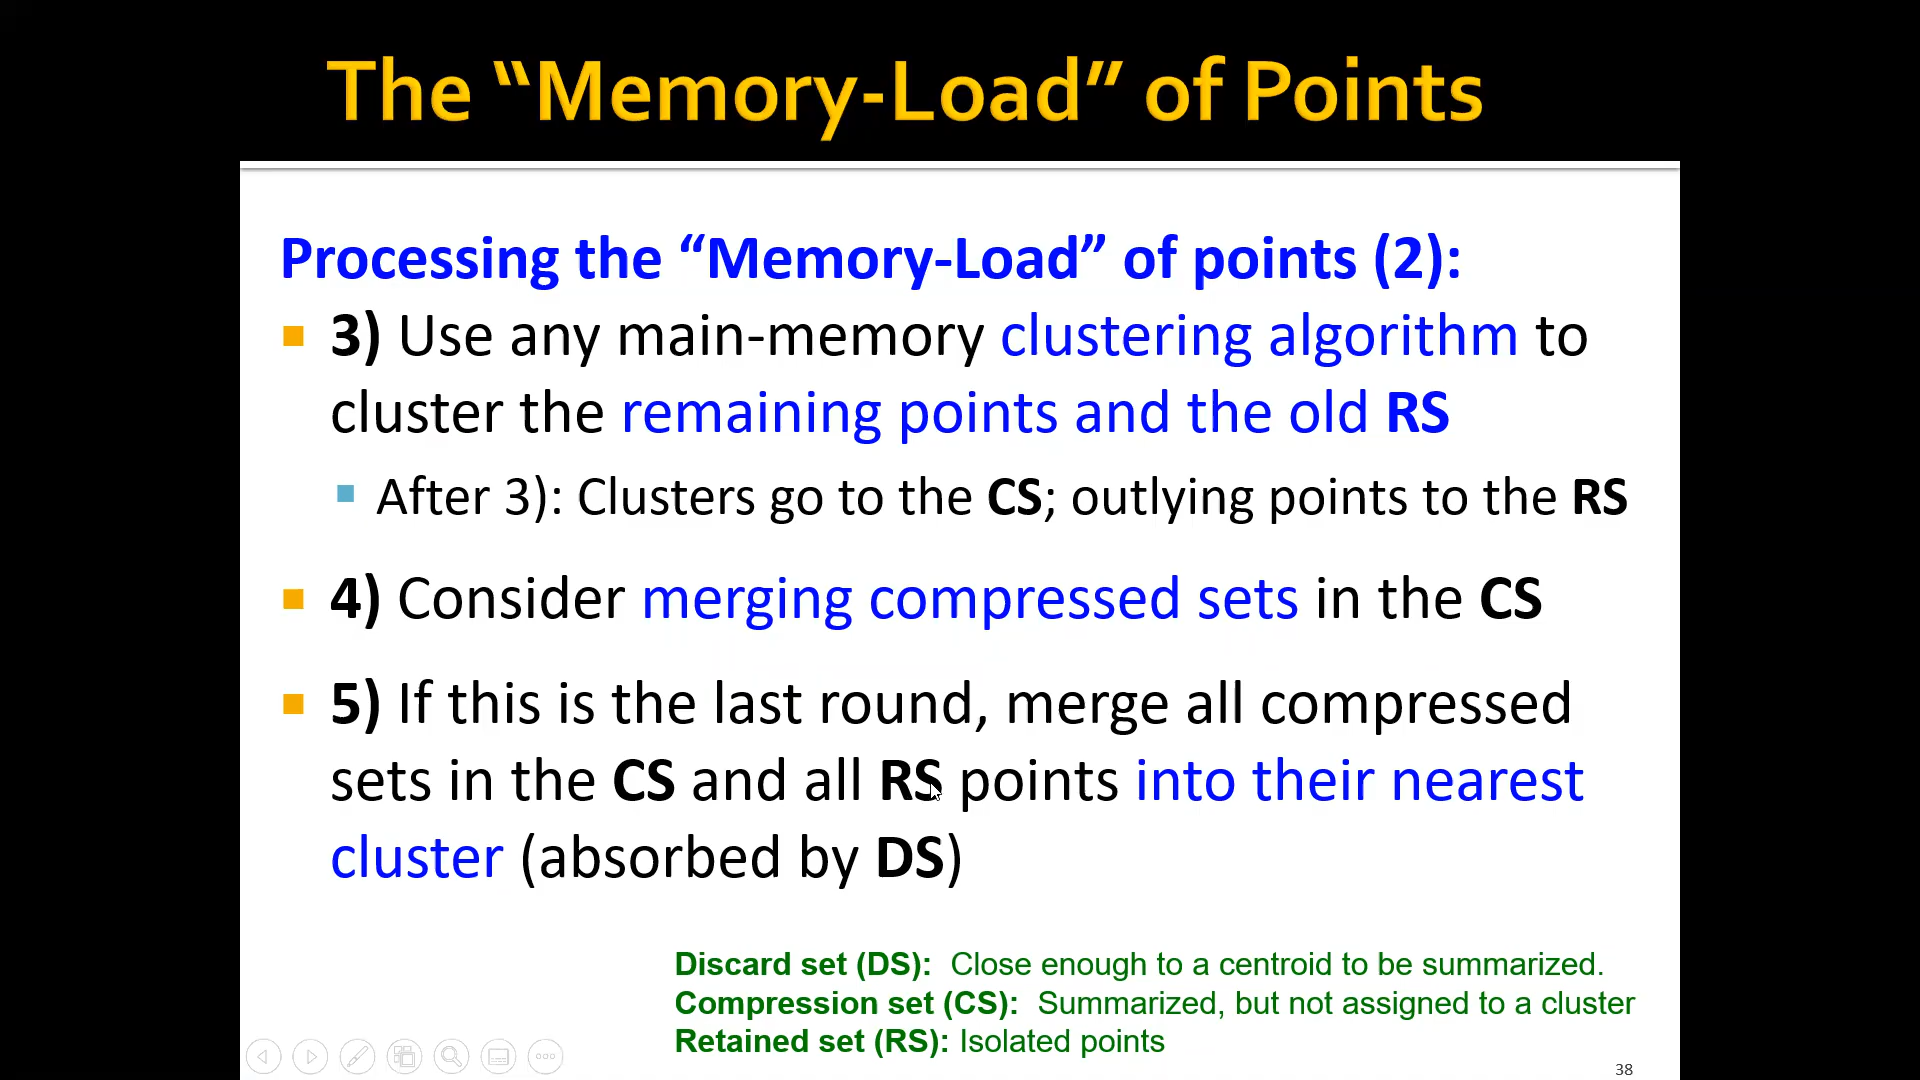 The “Memory-Load” of Points
Processing the “Memory-Load” of points (2):
3) Use any main-memory clustering algorithm to
cluster the remaining points and the old RS
After 3): Clusters go to the CS; outlying points to the RS
4) Consider merging compressed sets in the CS
5) If this is the last round, merge all compressed
sets in the CS and all RS points into their nearest
cluster (absorbed by DS)
Discard set (DS): Close enough to a centroid to be summarized.
Compression set (CS): Summarized, but not assigned to a cluster
Retained set (RS): Isolated points
38